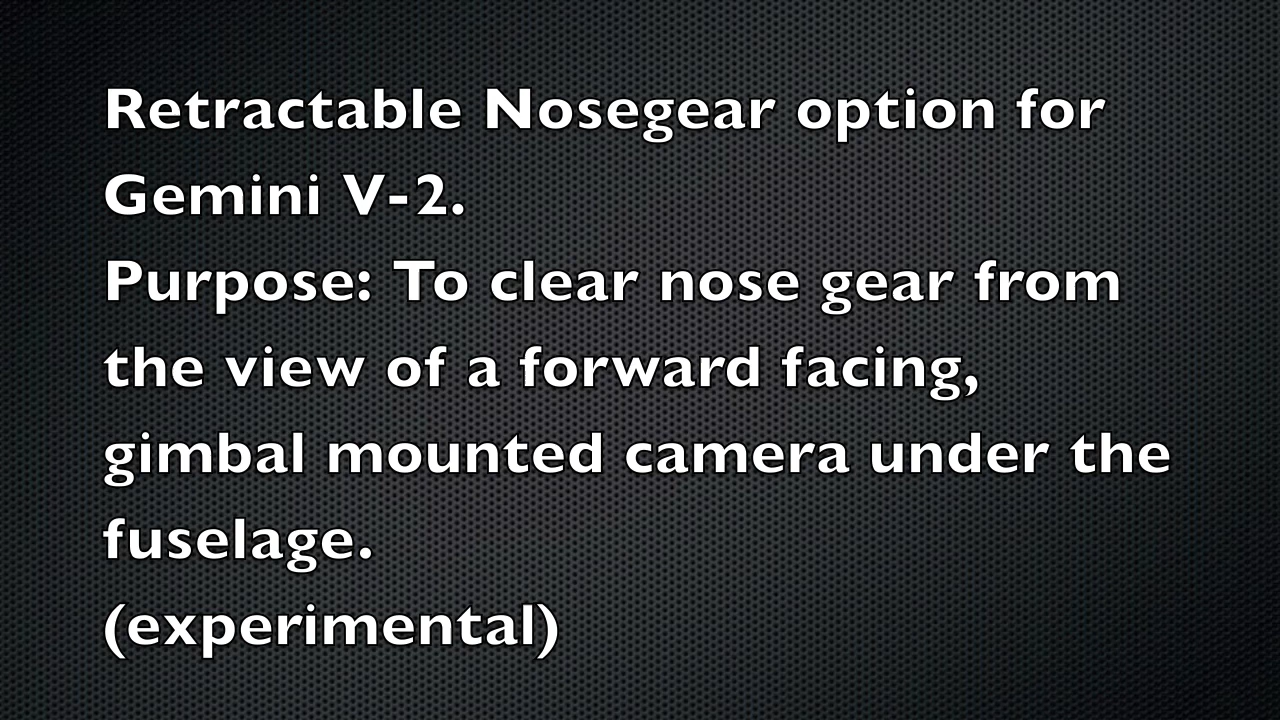 Retractable Nosegear option for
Gemini V-2.
Purpose: To clear nose gear from
the view of a forward facing,
gimbal mounted camera under the
fuselage.
(experimental)